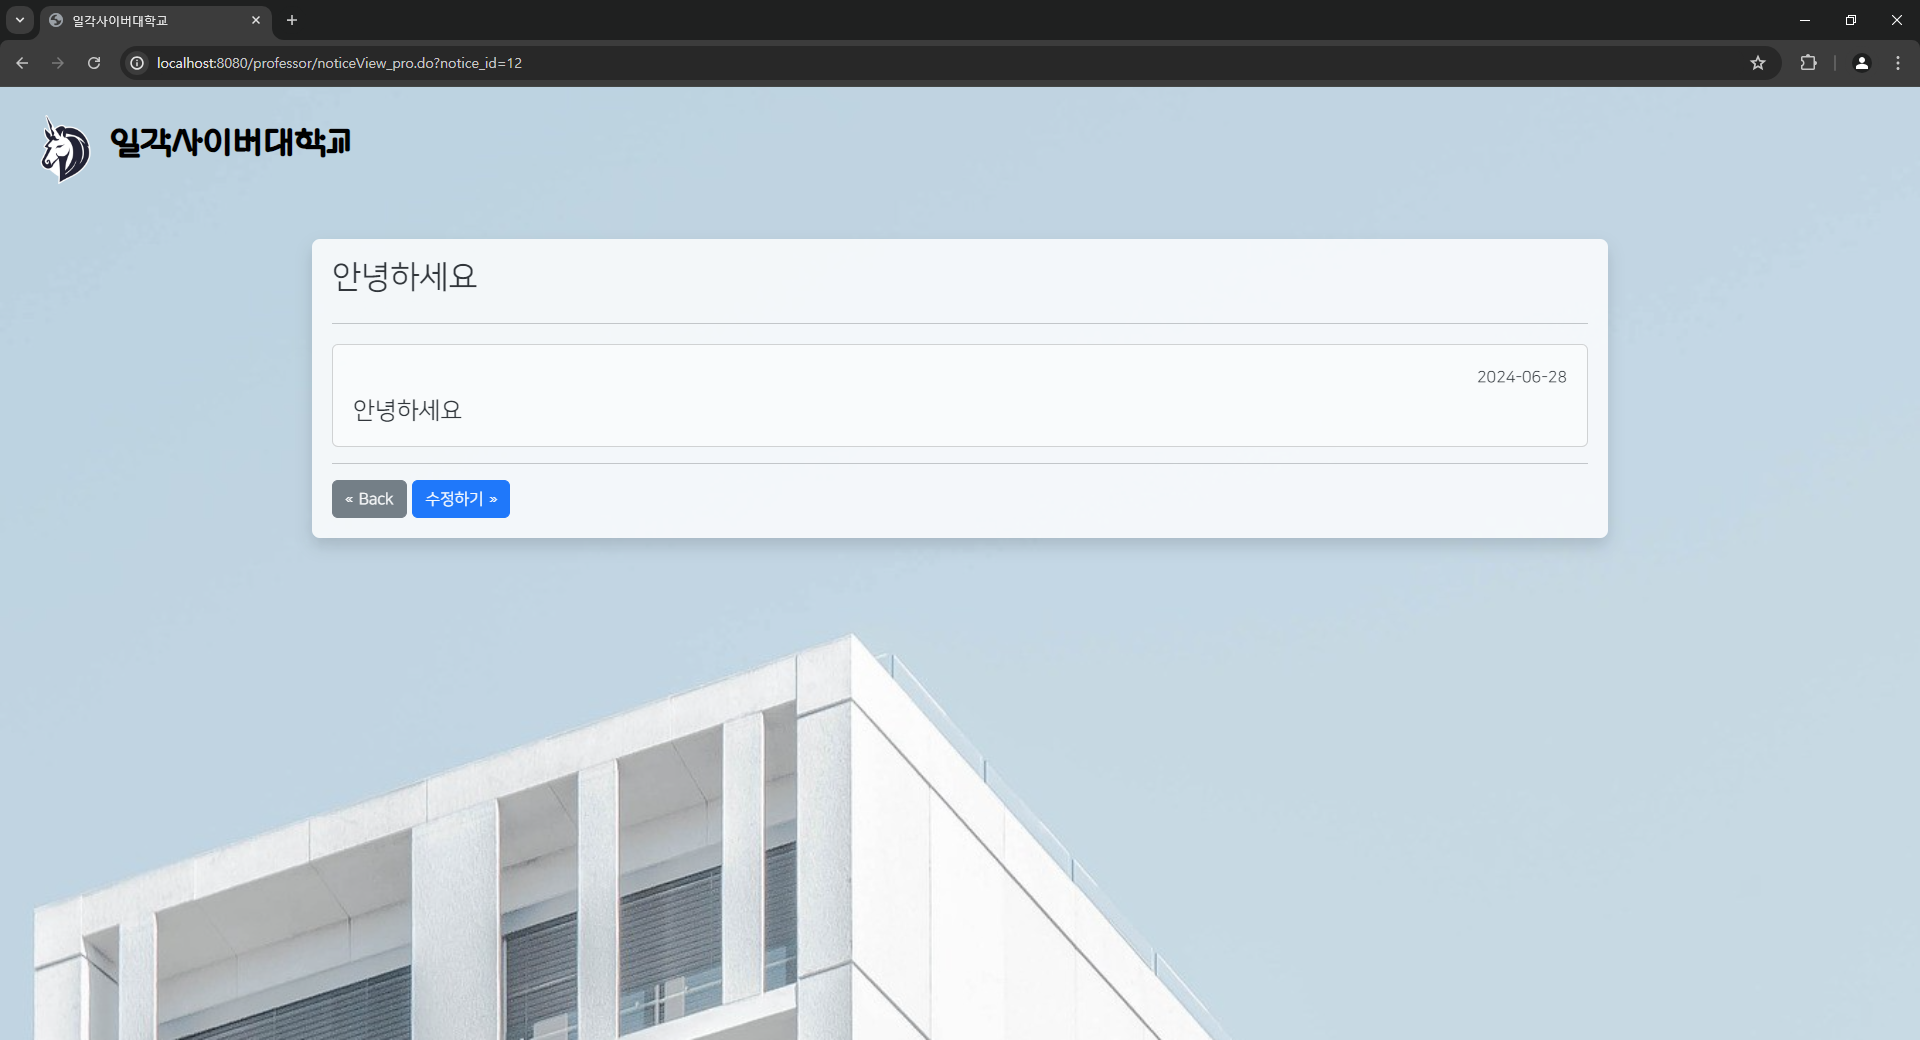 일각사이버대학교
localhost:8080/professor/noticeView_pro.do?notice_id=12
일각사이버대학교
안녕하세요
2024-06-28
안녕하세요
« Back 수정하기 »